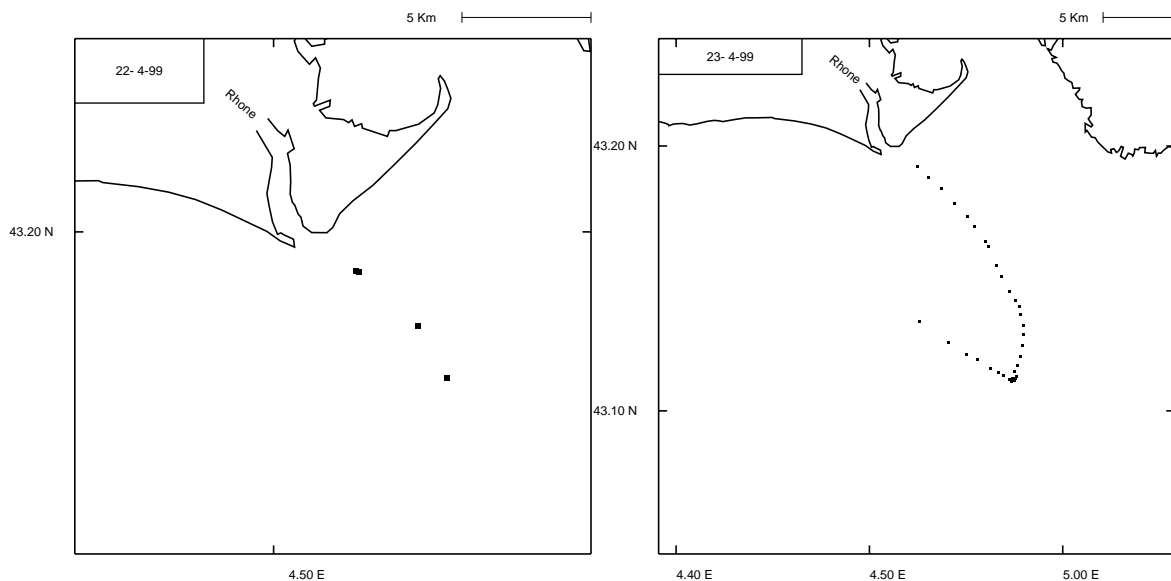 5 Km
22- 4-99
Rhone
43.20 N
4.50 E
5 Km
23- 4-99
Rhone
43.20 N
43.10 N
4.40 E
4.50 E
5.00 E